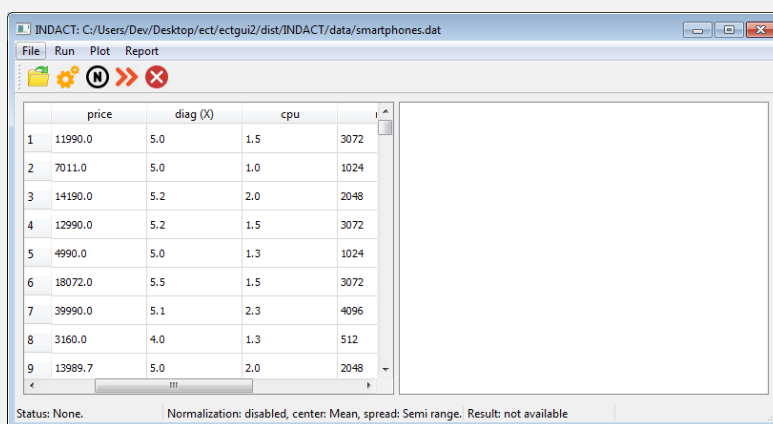 INDACT: C:/Users/Dev/Desktop/ect/ectgui2/dist/INDACT/data/smartphones.dat
File Run Plot Report
N
price diag (X) cpu
1 11990.0 5.0 1.5 3072
2 7011.0 5.0 1.0 1024
3 14190.0 5.2 2.0 2048
4 12990.0 5.2 1.5 3072
5 4990.0 5.0 1.3 1024
6 18072.0 5.5 1.5 3072
7 39990.0 5.1 2.3 4096
8 3160.0 4.0 1.3 512
9 13989.7 5.0 2.0 2048
Status: None. Normalization: disabled, center: Mean, spread: Semi range. Result: not available